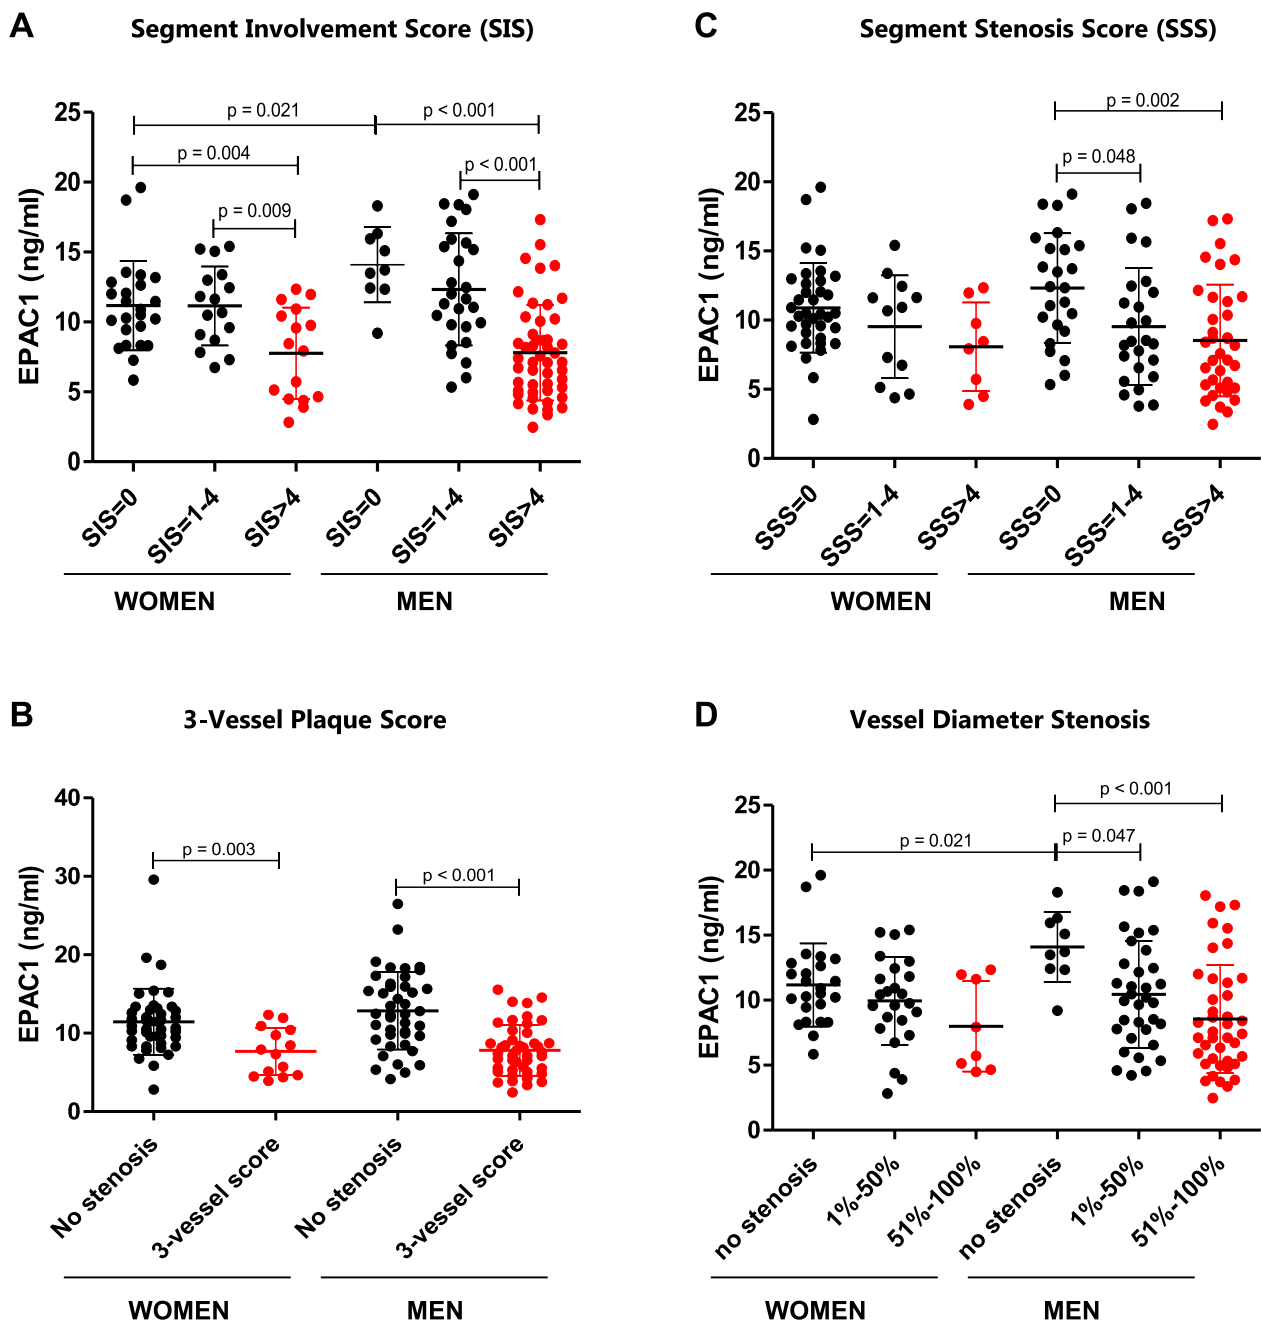 A
Segment Involvement Score (SIS)
p = 0.021
p < 0.001
p = 0.004
p < 0.001
p = 0.009
EPAC1 (ng/ml)
25
20
15
10
5
0
SIS=0
SIS=1-4
SIS>4
SIS=0
SIS=1-4
SIS>4
WOMEN
MEN
C
Segment Stenosis Score (SSS)
p = 0.002
p = 0.048
EPAC1 (ng/ml)
25
20
15
10
5
0
SSS=0
SSS=1-4
SSS>4
SSS=0
SSS=1-4
SSS>4
WOMEN
MEN
B
3-Vessel Plaque Score
p = 0.003
p < 0.001
EPAC1 (ng/ml)
40
30
20
10
0
No stenosis
3-vessel score
No stenosis
3-vessel score
WOMEN
MEN
D
Vessel Diameter Stenosis
p < 0.001
p = 0.021
p = 0.047
EPAC1 (ng/ml)
25
20
15
10
5
0
no stenosis
1%-50%
51%-100%
no stenosis
1%-50%
51%-100%
WOMEN
MEN